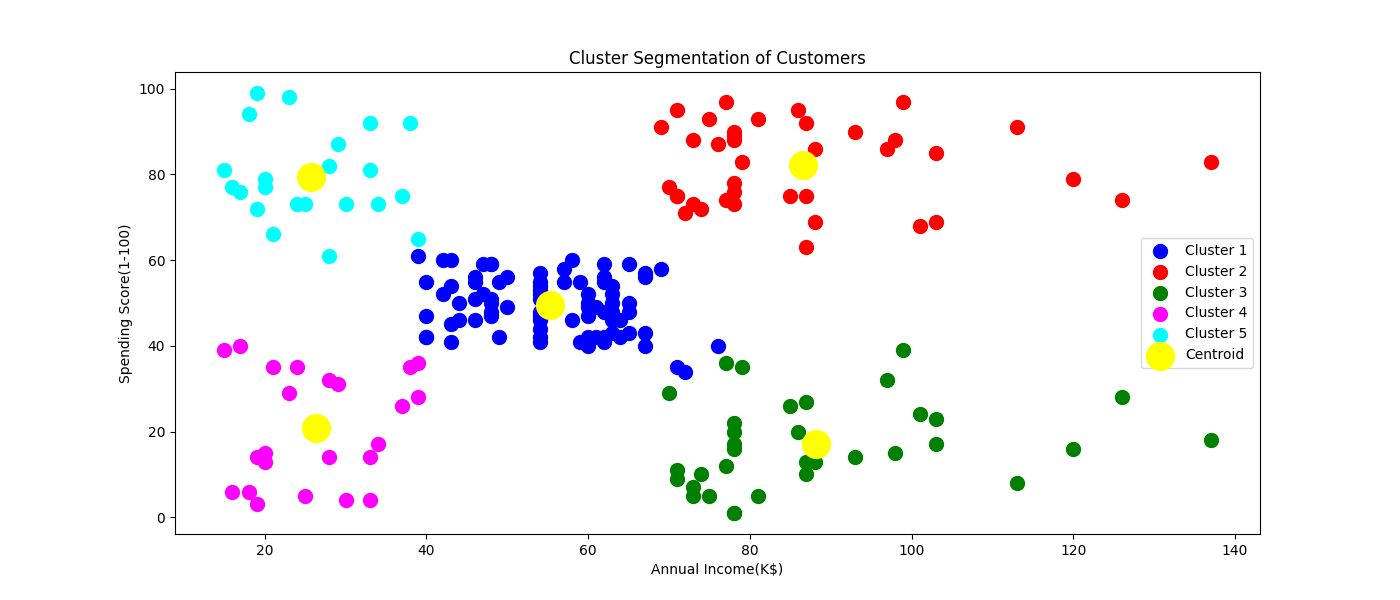 Cluster Segmentation of Customers
100
80
60
40
20
0
Spending Score(1-100)
Cluster 1
Cluster 2
Cluster 3
Cluster 4
Cluster 5
Centroid
20 40 60 80 100 120 140
Annual Income(K$)